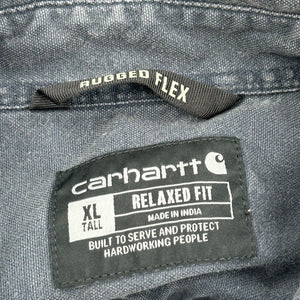 RUGGED FLEX
carhartt
XL
TALL
RELAXED FIT
MADE IN INDIA
BUILT TO SERVE AND PROTECT
HARDWORKING PEOPLE